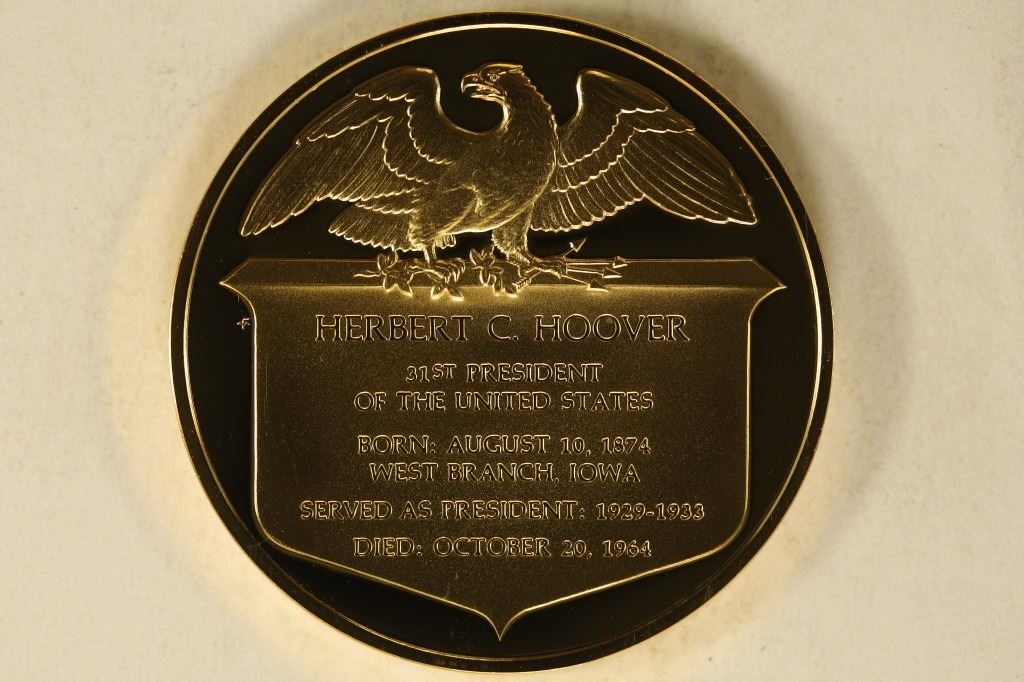 HERBERT C. HOOVER
31ST PRESIDENT
OF THE UNITED STATES
BORN: AUGUST 10, 1874
WEST BRANCH, IOWA
SERVED AS PRESIDENT: 1929-1933
DIED: OCTOBER 20, 1964